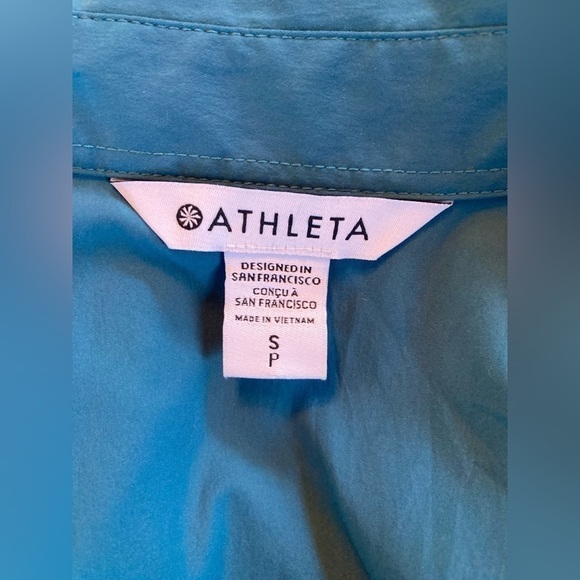 ATHLETA
DESIGNED IN
SAN FRANCISCO
CONÇU À
SAN FRANCISCO
MADE IN VIETNAM
S
P